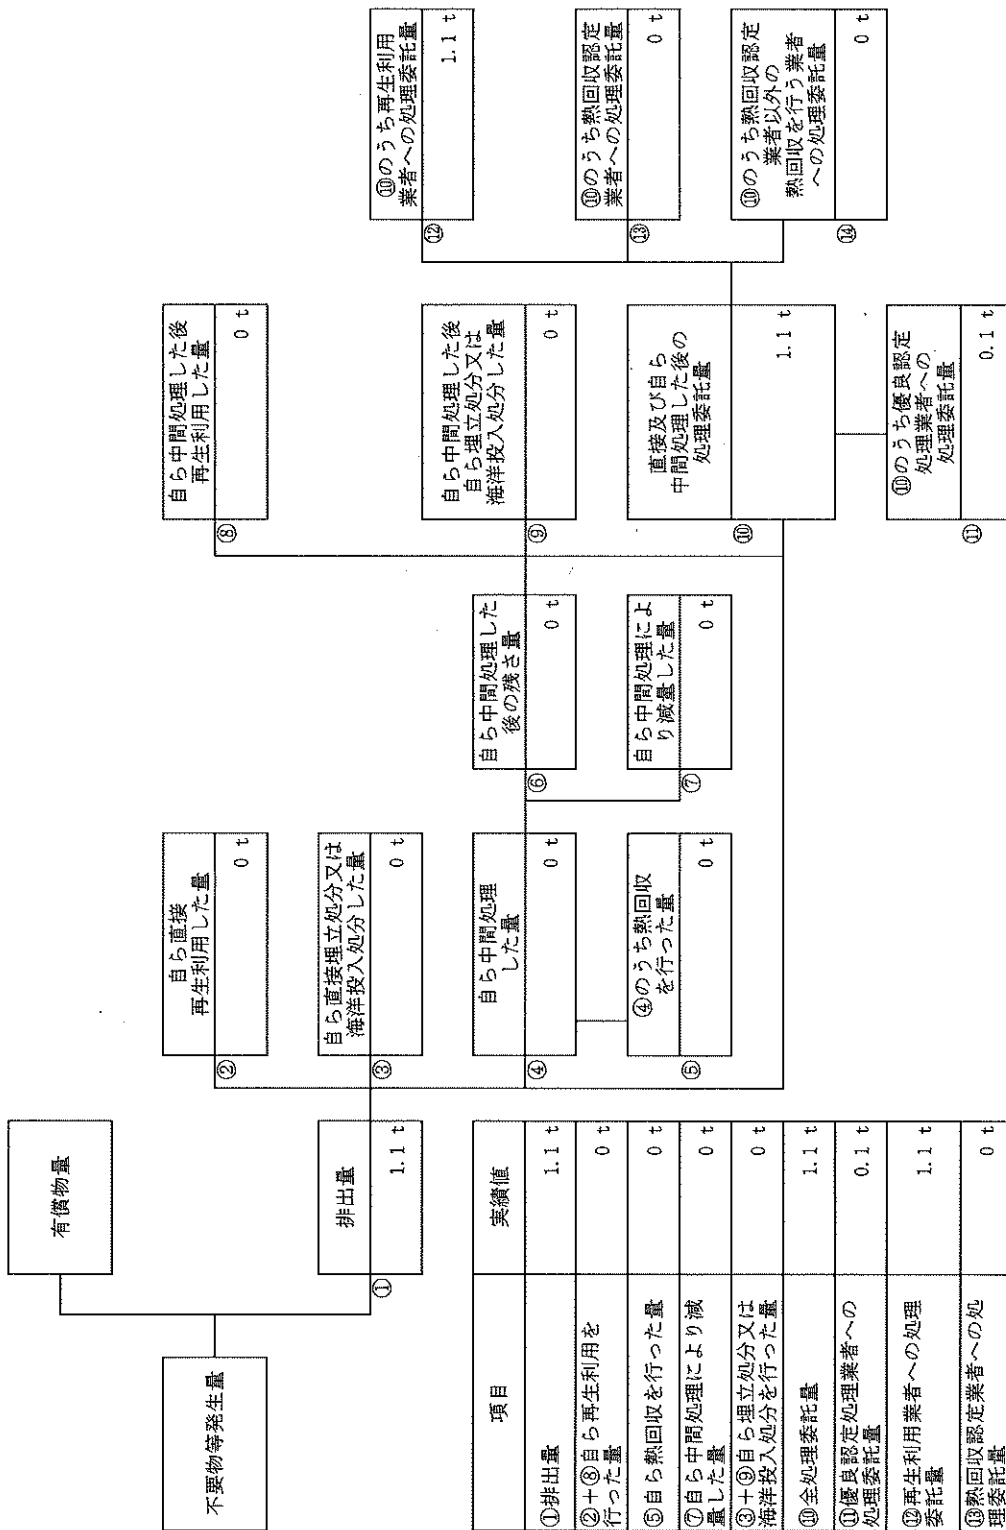 不要物等発生量
有償物量
①
排出量
1.1 t
②
自ら直接
再生利用した量
0 t
③
自ら直接埋立処分又は
海洋投入処分した量
0 t
④
自ら中間処理
した量
0 t
⑤
④のうち熱回収
を行った量
0 t
⑥
自ら中間処理した
後の残さ量
0 t
⑦
自ら中間処理によ
り減量した量
0 t
⑧
自ら中間処理した後
再生利用した量
0 t
⑨
自ら中間処理した後
自ら埋立処分又は
海洋投入処分した量
0 t
⑩
直接及び自ら
中間処理した後の
処理委託量
1.1 t
⑪
⑩のうち優良認定
処理業者への
処理委託量
0.1 t
⑫
⑩のうち再生利用
業者への処理委託量
1.1 t
⑬
⑩のうち熱回収認定
業者への処理委託量
0 t
⑭
⑩のうち熱回収認定
業者以外の
熱回収を行う業者
への処理委託量
0 t
項目 実績値
①排出量 1.1 t
②+⑧自ら再生利用を
行った量 0 t
⑤自ら熱回収を行った量 0 t
⑦自ら中間処理により減
量した量 0 t
③+⑨自ら埋立処分又は
海洋投入処分を行った量 0 t
⑩全処理委託量 1.1 t
⑪優良認定処理業者への
処理委託量 0.1 t
⑫再生利用業者への処理
委託量 1.1 t
⑬熱回収認定業者への処
理委託量 0 t